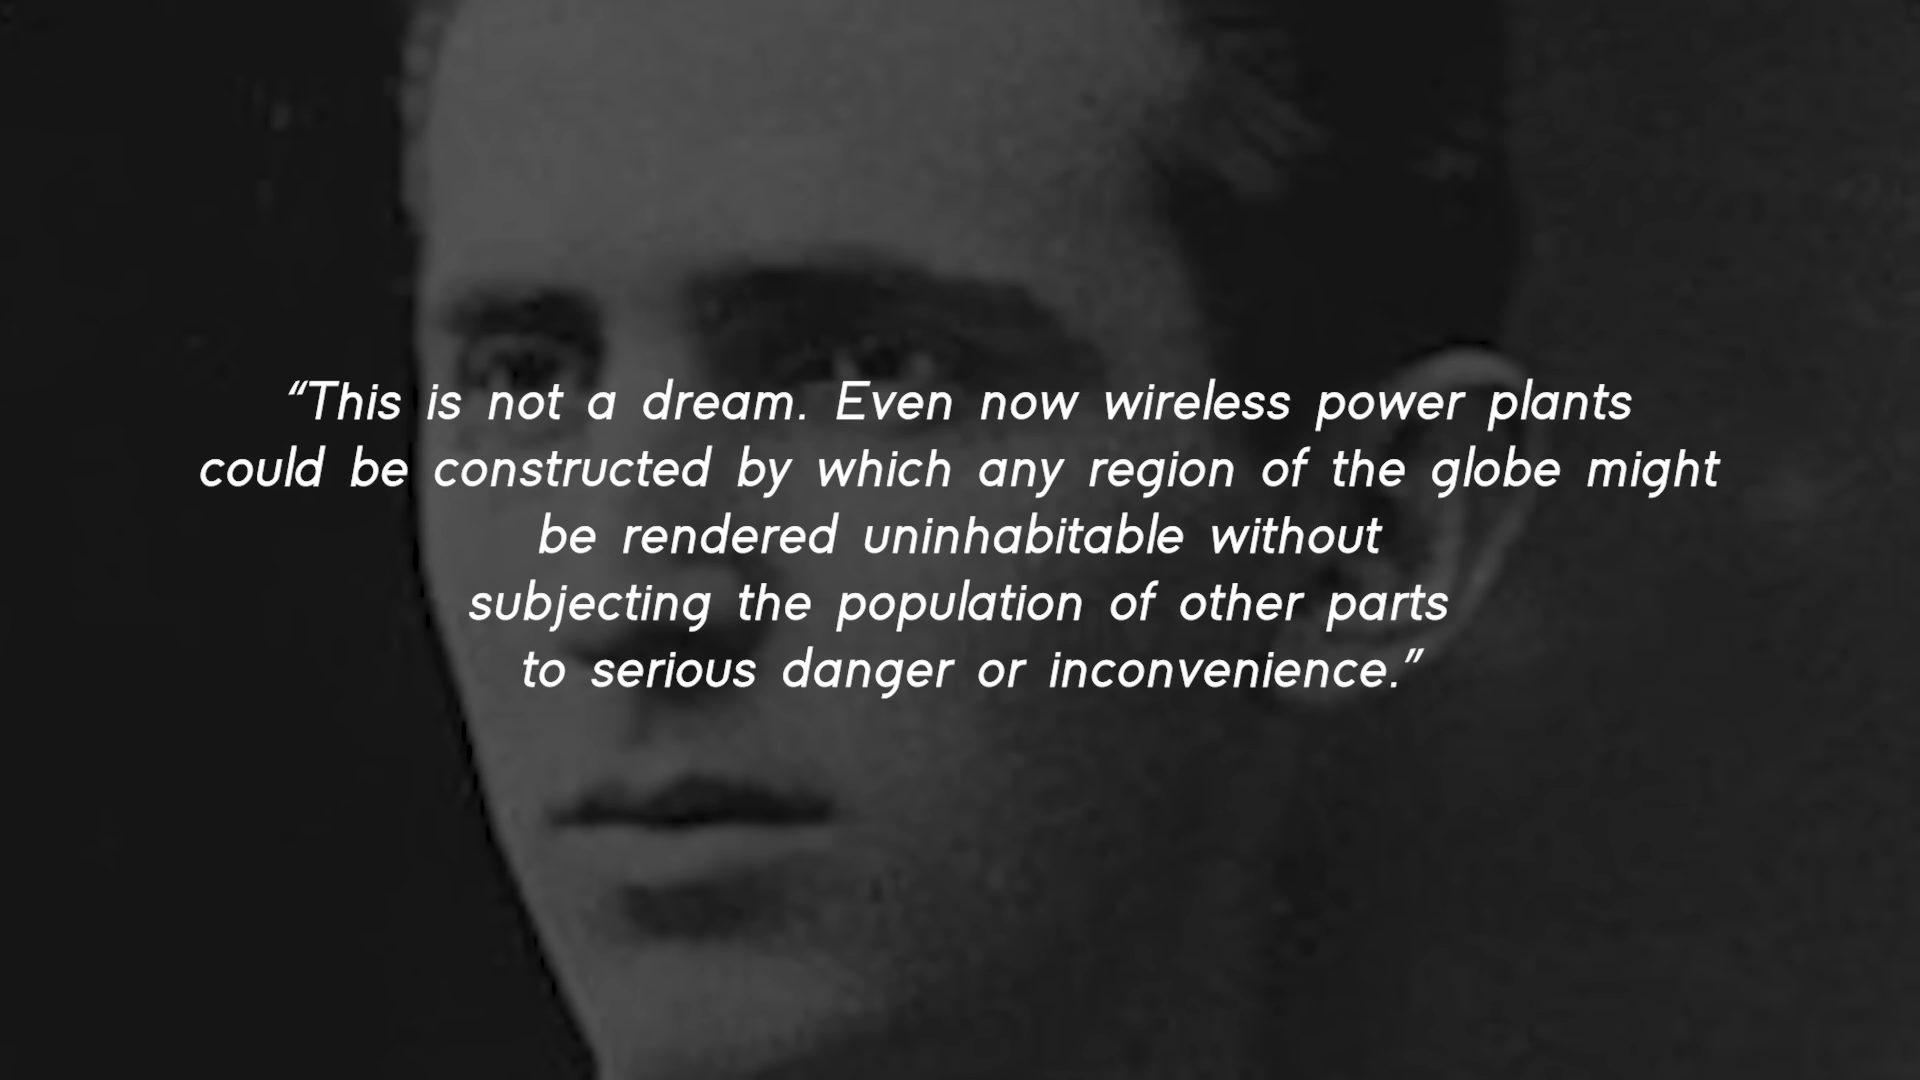 “This is not a dream. Even now wireless power plants
could be constructed by which any region of the globe might
be rendered uninhabitable without
subjecting the population of other parts
to serious danger or inconvenience.”